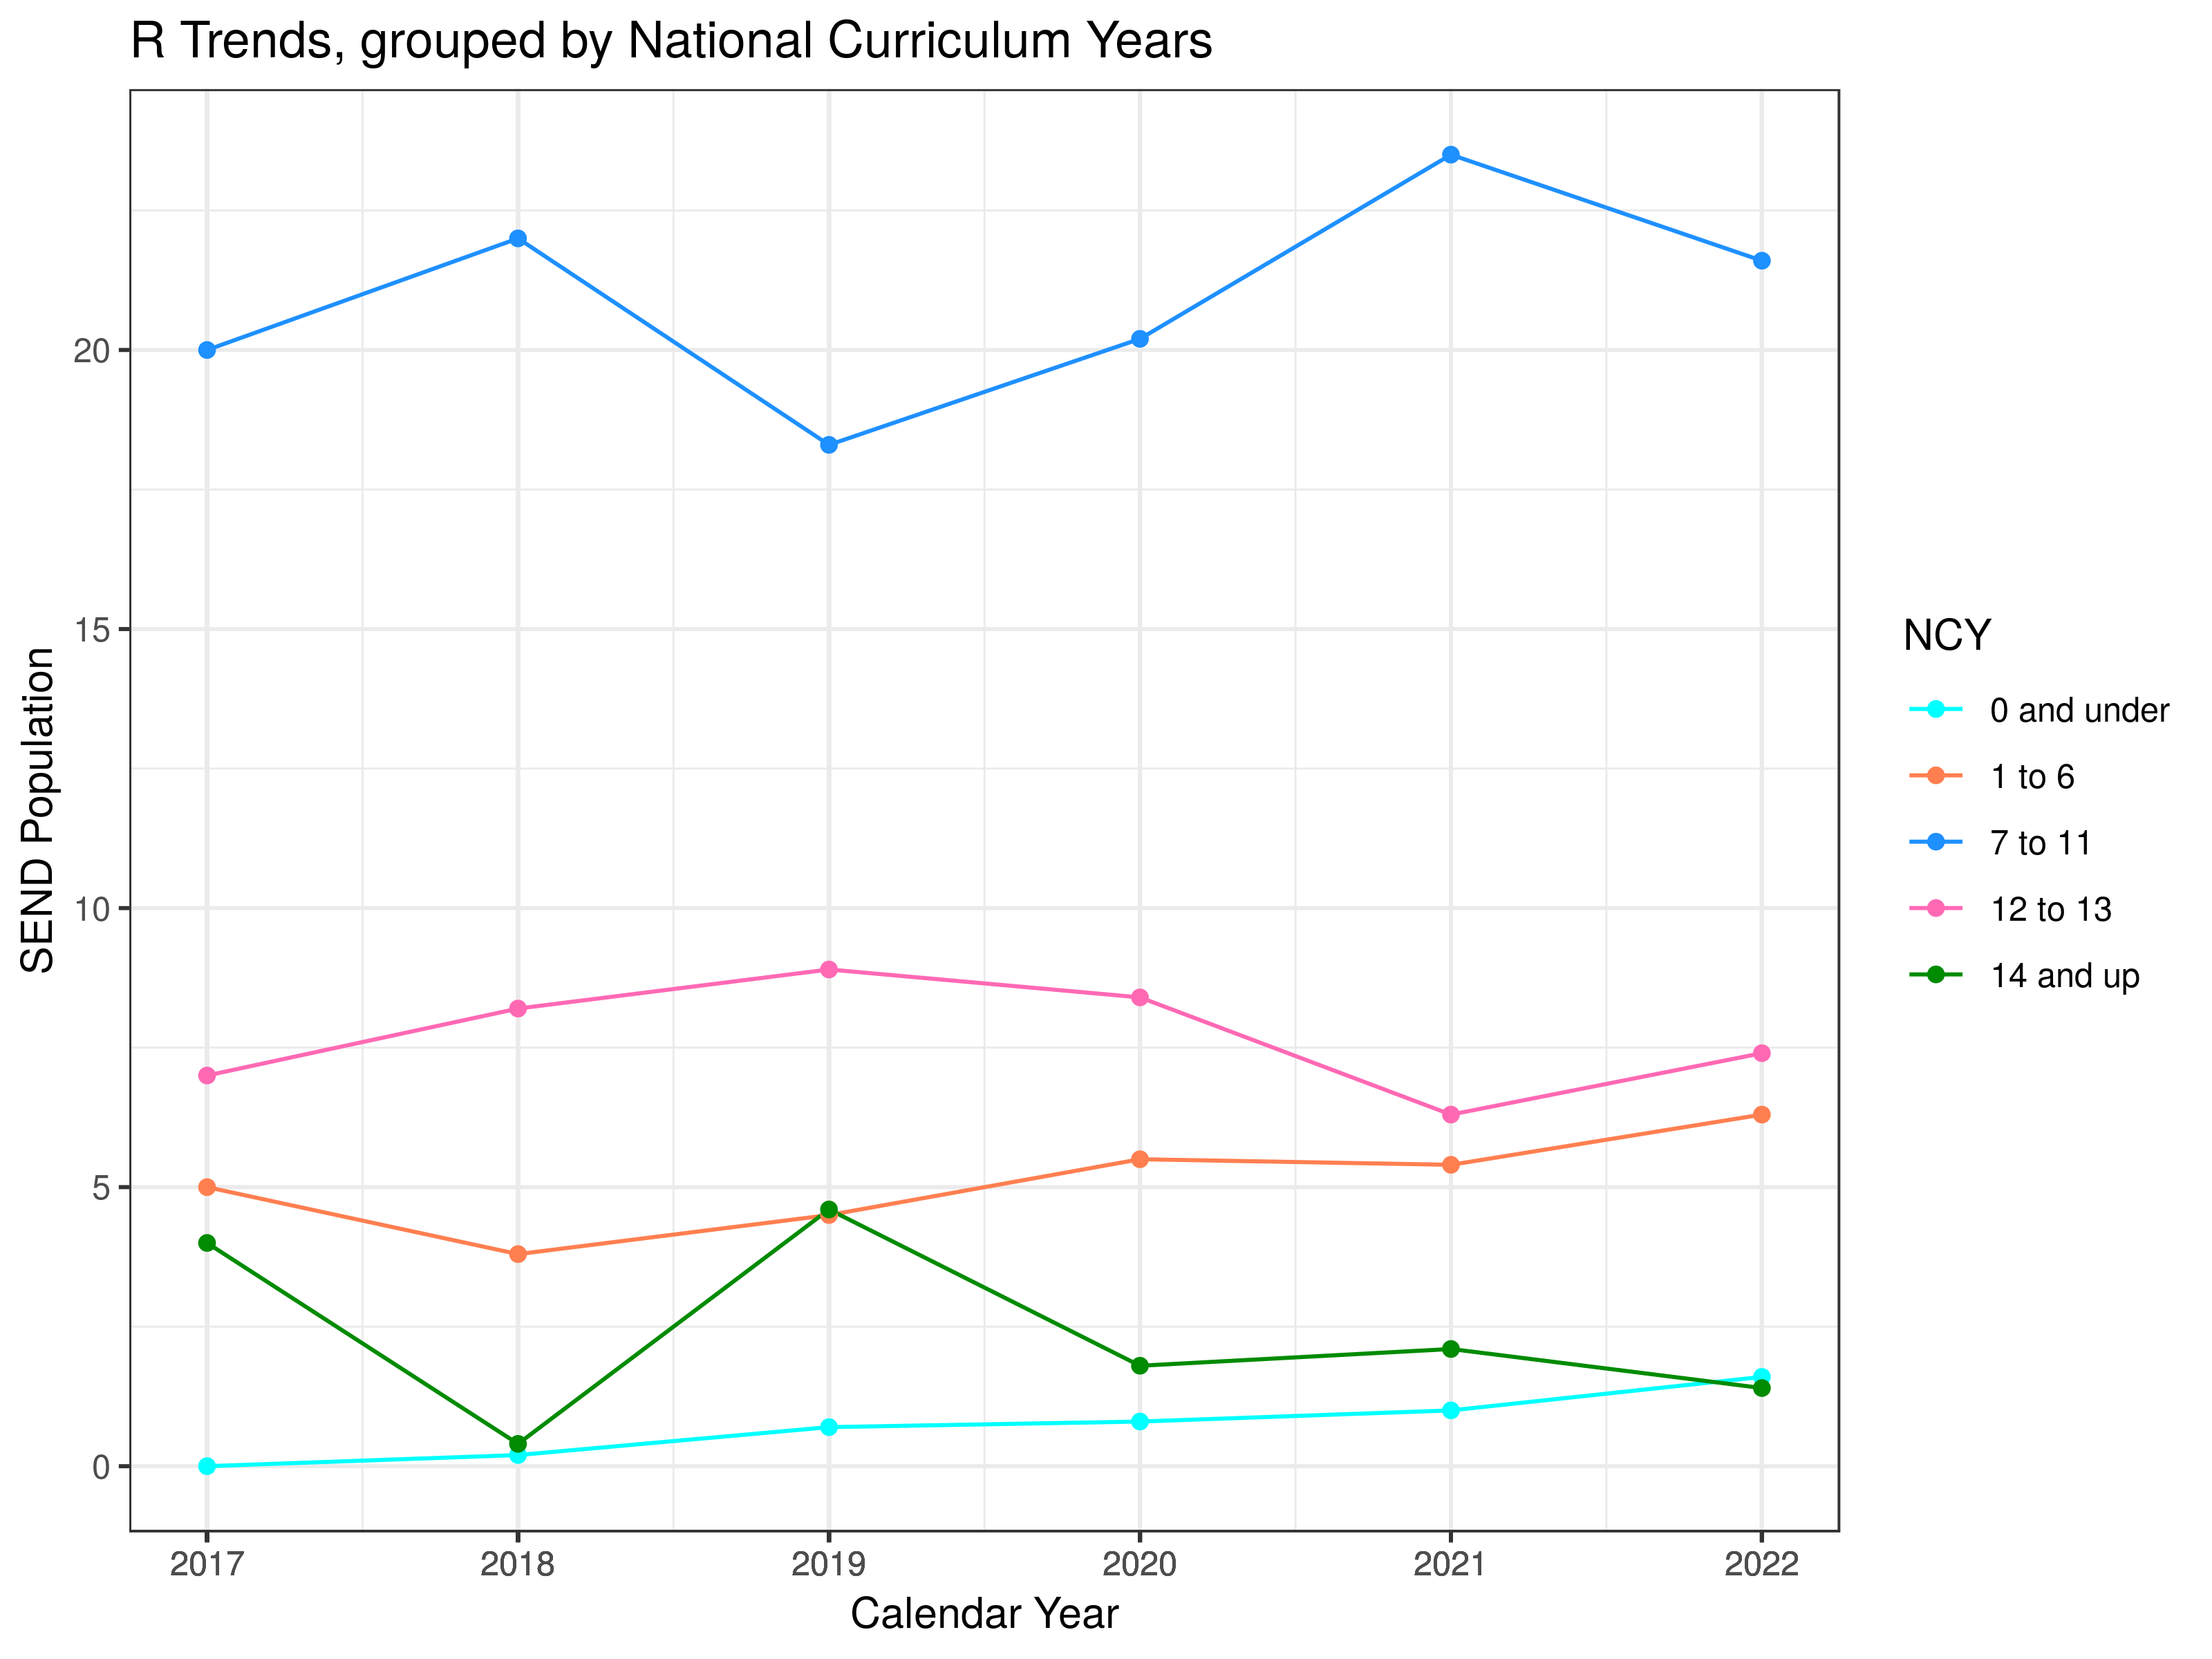 R Trends, grouped by National Curriculum Years
SEND Population
20
15
10
5
0
2017 2018 2019 2020 2021 2022
Calendar Year
NCY
0 and under
1 to 6
7 to 11
12 to 13
14 and up